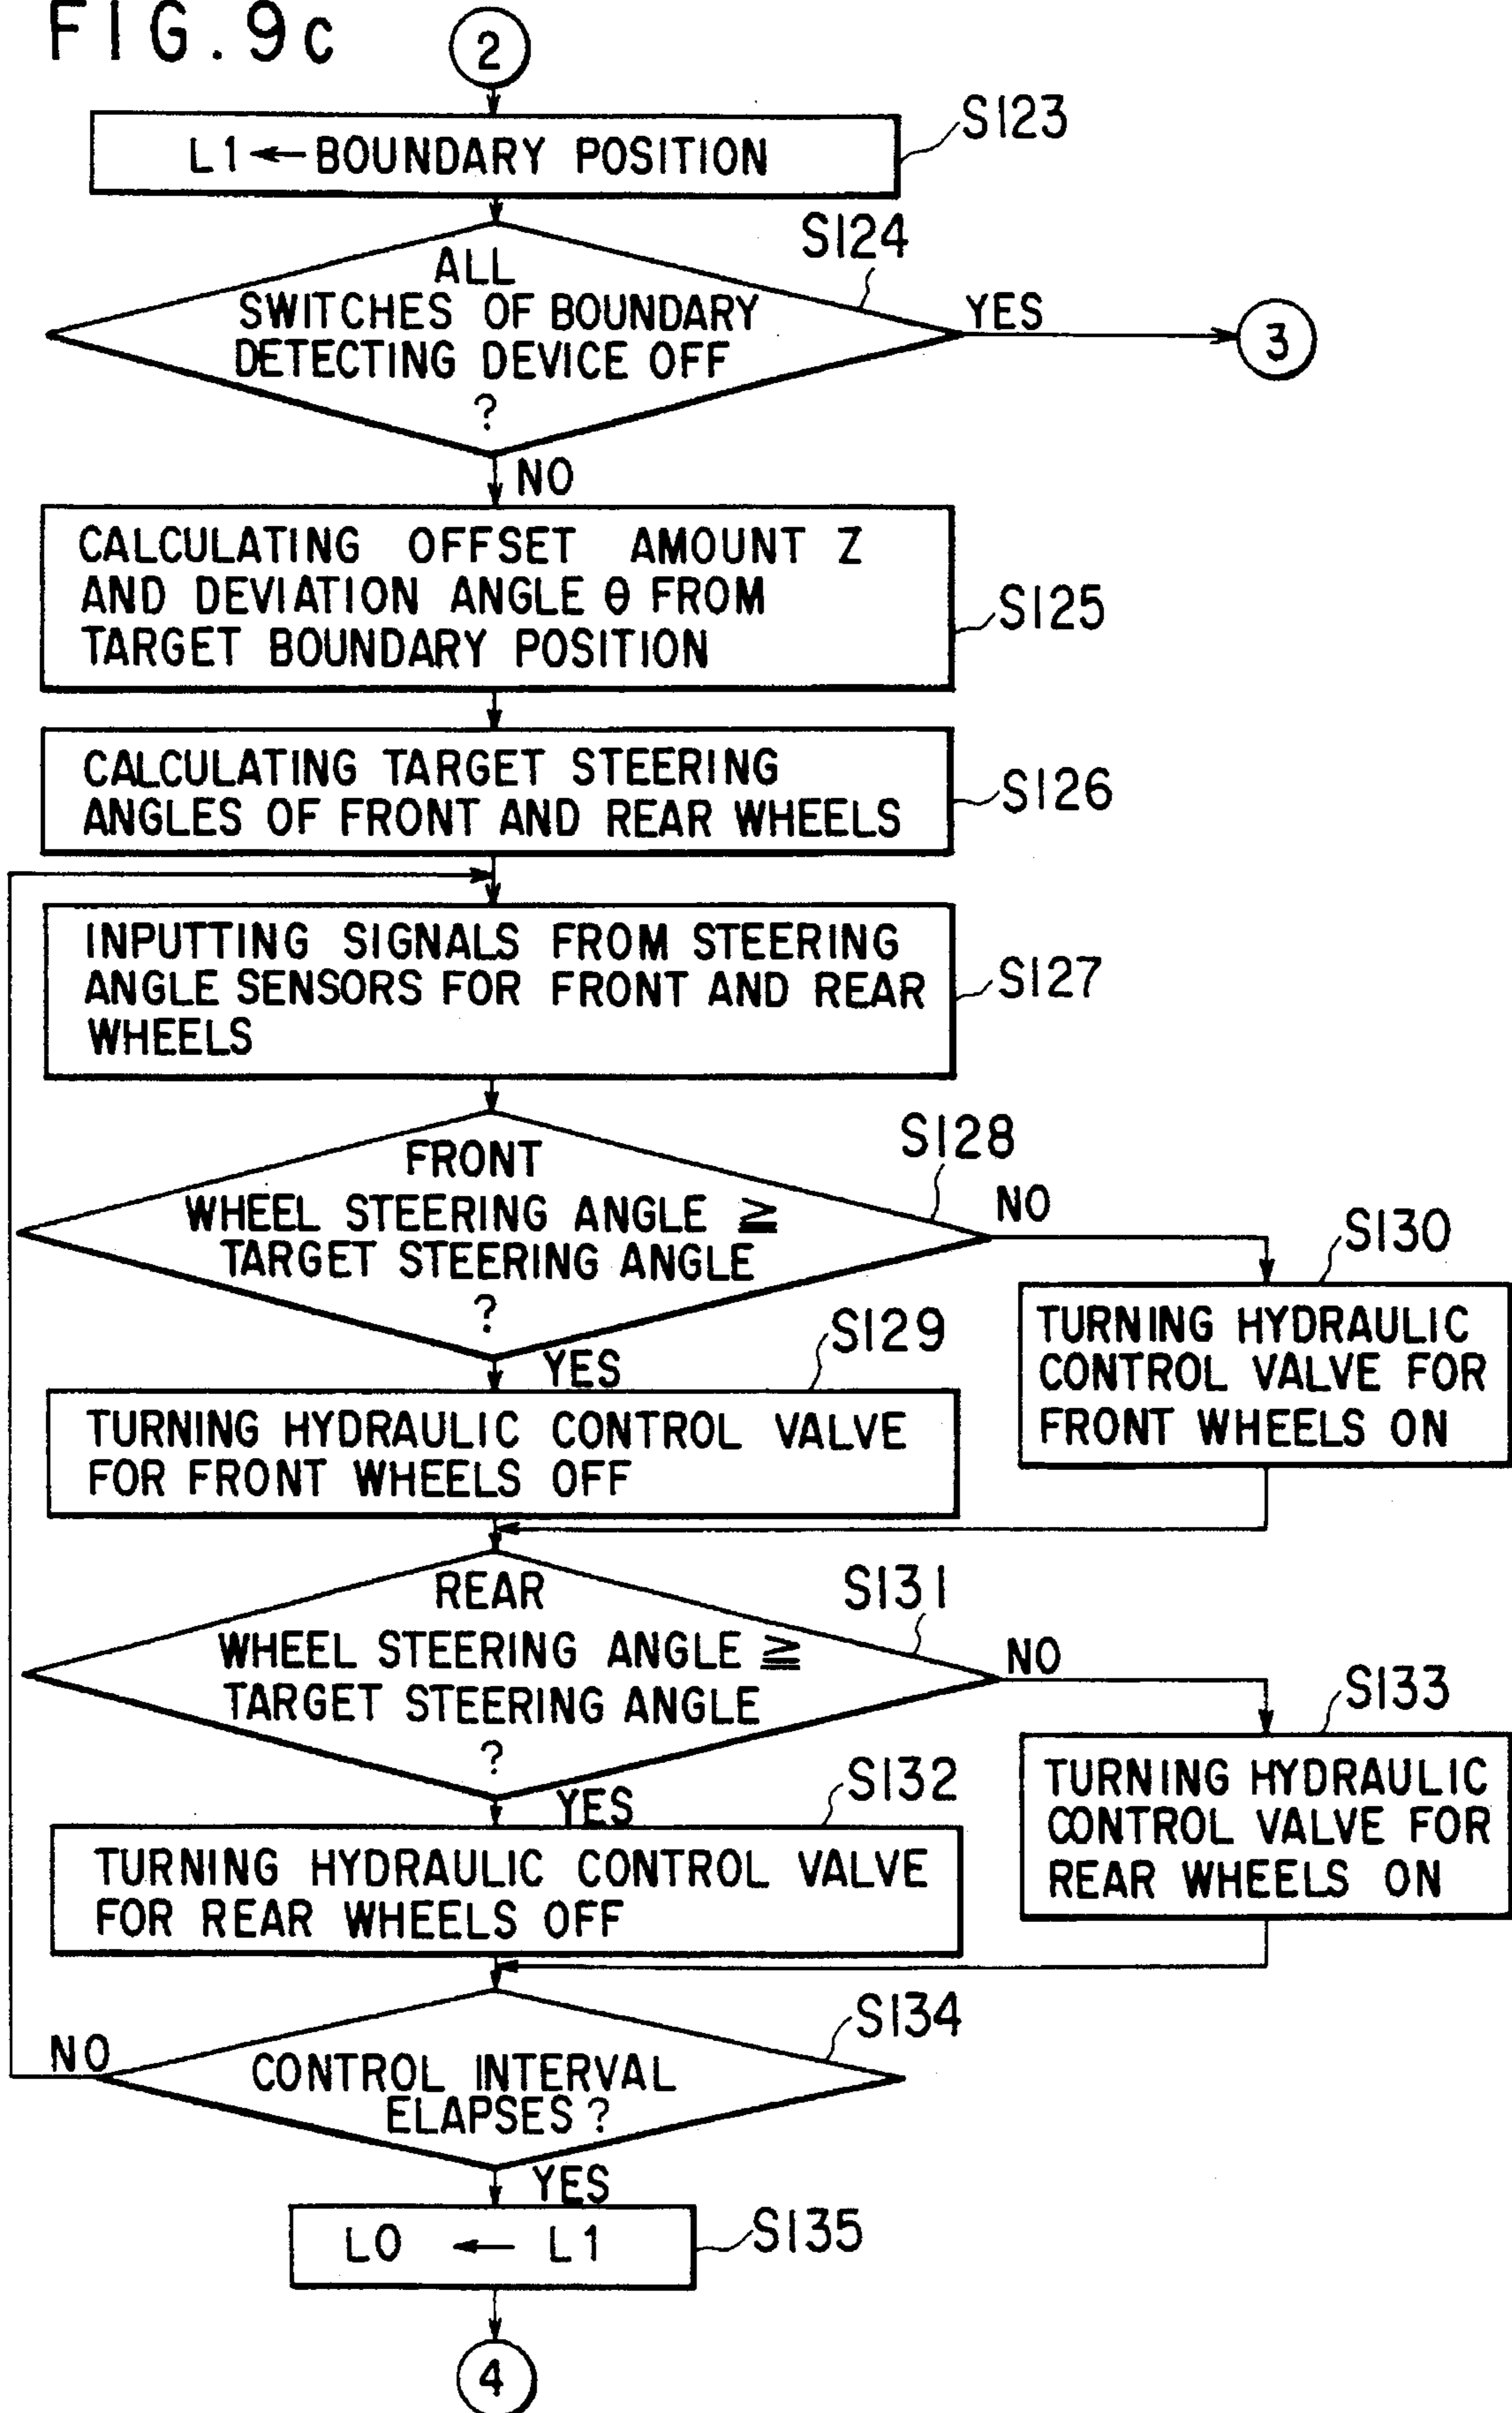 FIG. 9c
2
L1←BOUNDARY POSITION
S123
S124
ALL
SWITCHES OF BOUNDARY
DETECTING DEVICE OFF
?
YES
3
NO
CALCULATING OFFSET AMOUNT Z
AND DEVIATION ANGLE θ FROM
TARGET BOUNDARY POSITION
S125
CALCULATING TARGET STEERING
ANGLES OF FRONT AND REAR WHEELS
S126
INPUTTING SIGNALS FROM STEERING
ANGLE SENSORS FOR FRONT AND REAR
WHEELS
S127
S128
FRONT
WHEEL STEERING ANGLE ≧
TARGET STEERING ANGLE
?
NO
S130
TURNING HYDRAULIC
CONTROL VALVE FOR
FRONT WHEELS ON
YES
S129
TURNING HYDRAULIC CONTROL VALVE
FOR FRONT WHEELS OFF
S131
REAR
WHEEL STEERING ANGLE ≧
TARGET STEERING ANGLE
?
NO
S133
TURNING HYDRAULIC
CONTROL VALVE FOR
REAR WHEELS ON
YES
S132
TURNING HYDRAULIC CONTROL VALVE
FOR REAR WHEELS OFF
S134
NO
CONTROL INTERVAL
ELAPSES?
YES
L0 ← L1
S135
4